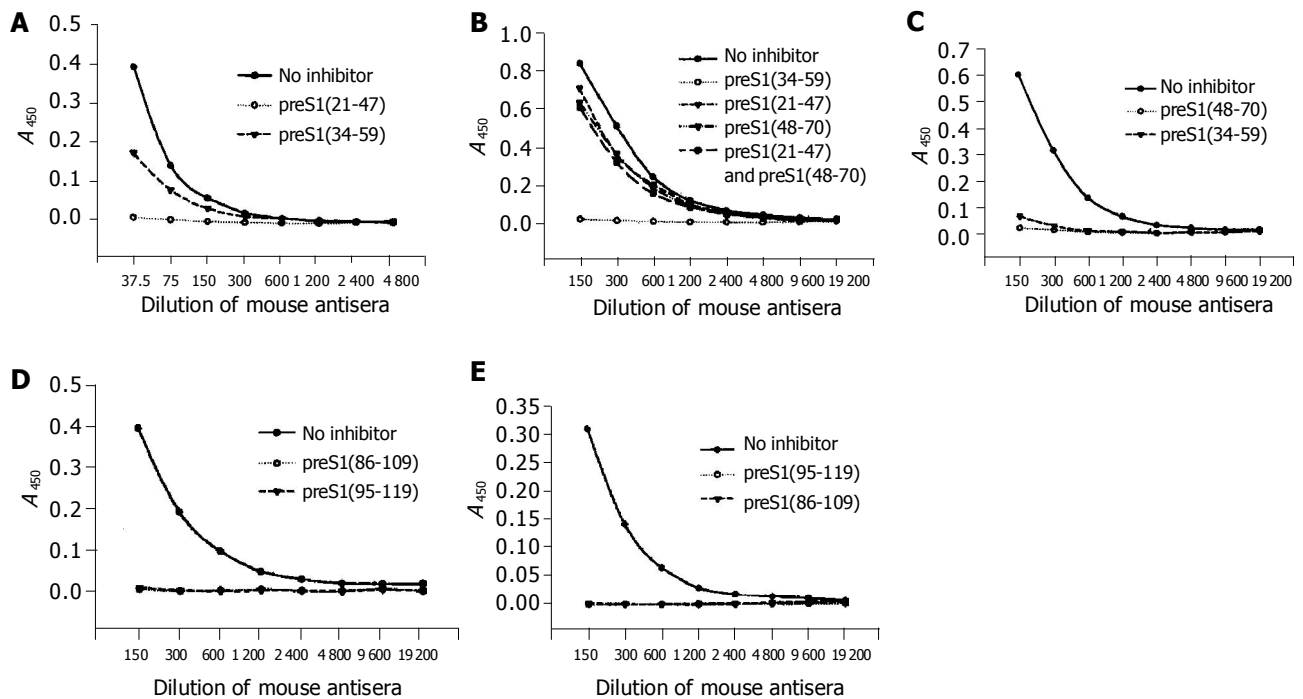 A
0.5
0.4
0.3
0.2
0.1
0.0
A450
No inhibitor
preS1(21-47)
preS1(34-59)
37.5 75 150 300 600 1 200 2 400 4 800
Dilution of mouse antisera
B
1.0
0.8
0.6
0.4
0.2
0.0
A450
No inhibitor
preS1(34-59)
preS1(21-47)
preS1(48-70)
preS1(21-47)
and preS1(48-70)
150 300 600 1 200 2 400 4 800 9 600 19 200
Dilution of mouse antisera
C
0.7
0.6
0.5
0.4
0.3
0.2
0.1
0.0
A450
No inhibitor
preS1(48-70)
preS1(34-59)
150 300 600 1 200 2 400 4 800 9 600 19 200
Dilution of mouse antisera
D
0.5
0.4
0.3
0.2
0.1
0.0
A450
No inhibitor
preS1(86-109)
preS1(95-119)
150 300 600 1 200 2 400 4 800 9 600 19 200
Dilution of mouse antisera
E
0.35
0.30
0.25
0.20
0.15
0.10
0.05
0.00
A450
No inhibitor
preS1(95-119)
preS1(86-109)
150 300 600 1 200 2 400 4 800 9 600 19 200
Dilution of mouse antisera